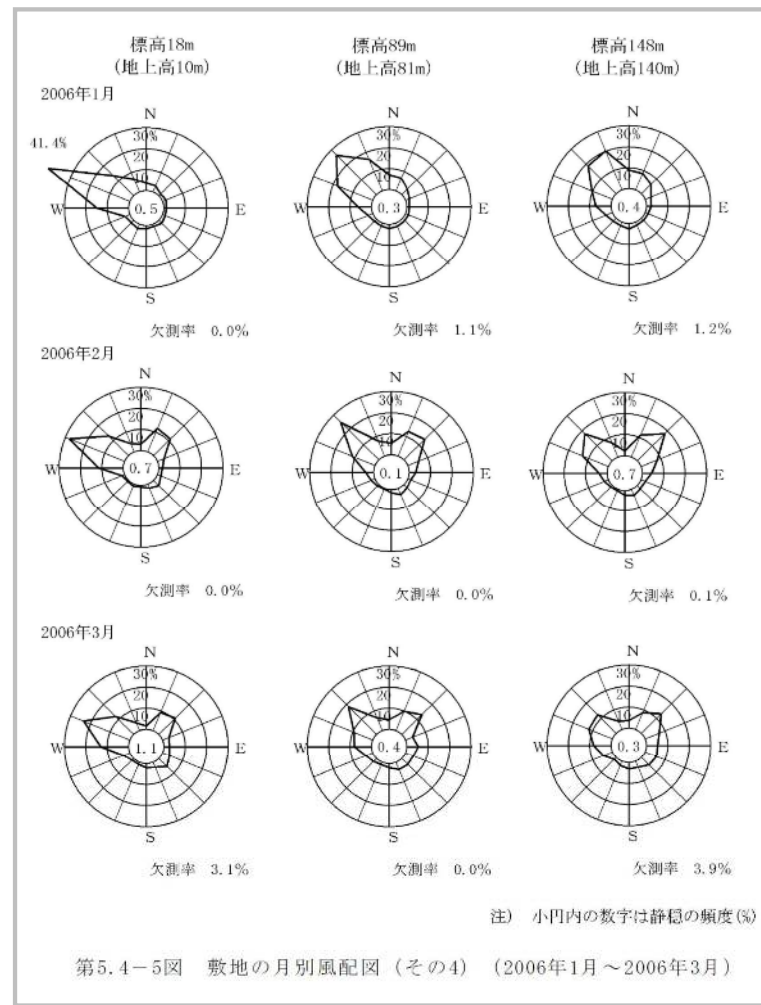 標高18m
(地上高10m)
標高89m
(地上高81m)
標高148m
(地上高140m)
2006年1月
N
30%
20
10
41.4%
W
0.5
E
S
欠測率 0.0%
N
30%
20
10
0.3
E
S
欠測率 1.1%
N
30%
20
10
W
0.4
E
S
欠測率 1.2%
2006年2月
N
30%
20
10
W
0.7
E
S
欠測率 0.0%
N
30%
20
10
W
0.1
E
S
欠測率 0.0%
N
30%
20
10
W
0.7
E
S
欠測率 0.1%
2006年3月
N
30%
20
10
W
1.1
E
S
欠測率 3.1%
N
30%
20
10
W
0.4
E
S
欠測率 0.0%
N
30%
20
10
W
0.3
E
S
欠測率 3.9%
注) 小円内の数字は静穏の頻度(%)
第5.4-5図 敷地の月別風配図(その4) (2006年1月~2006年3月)